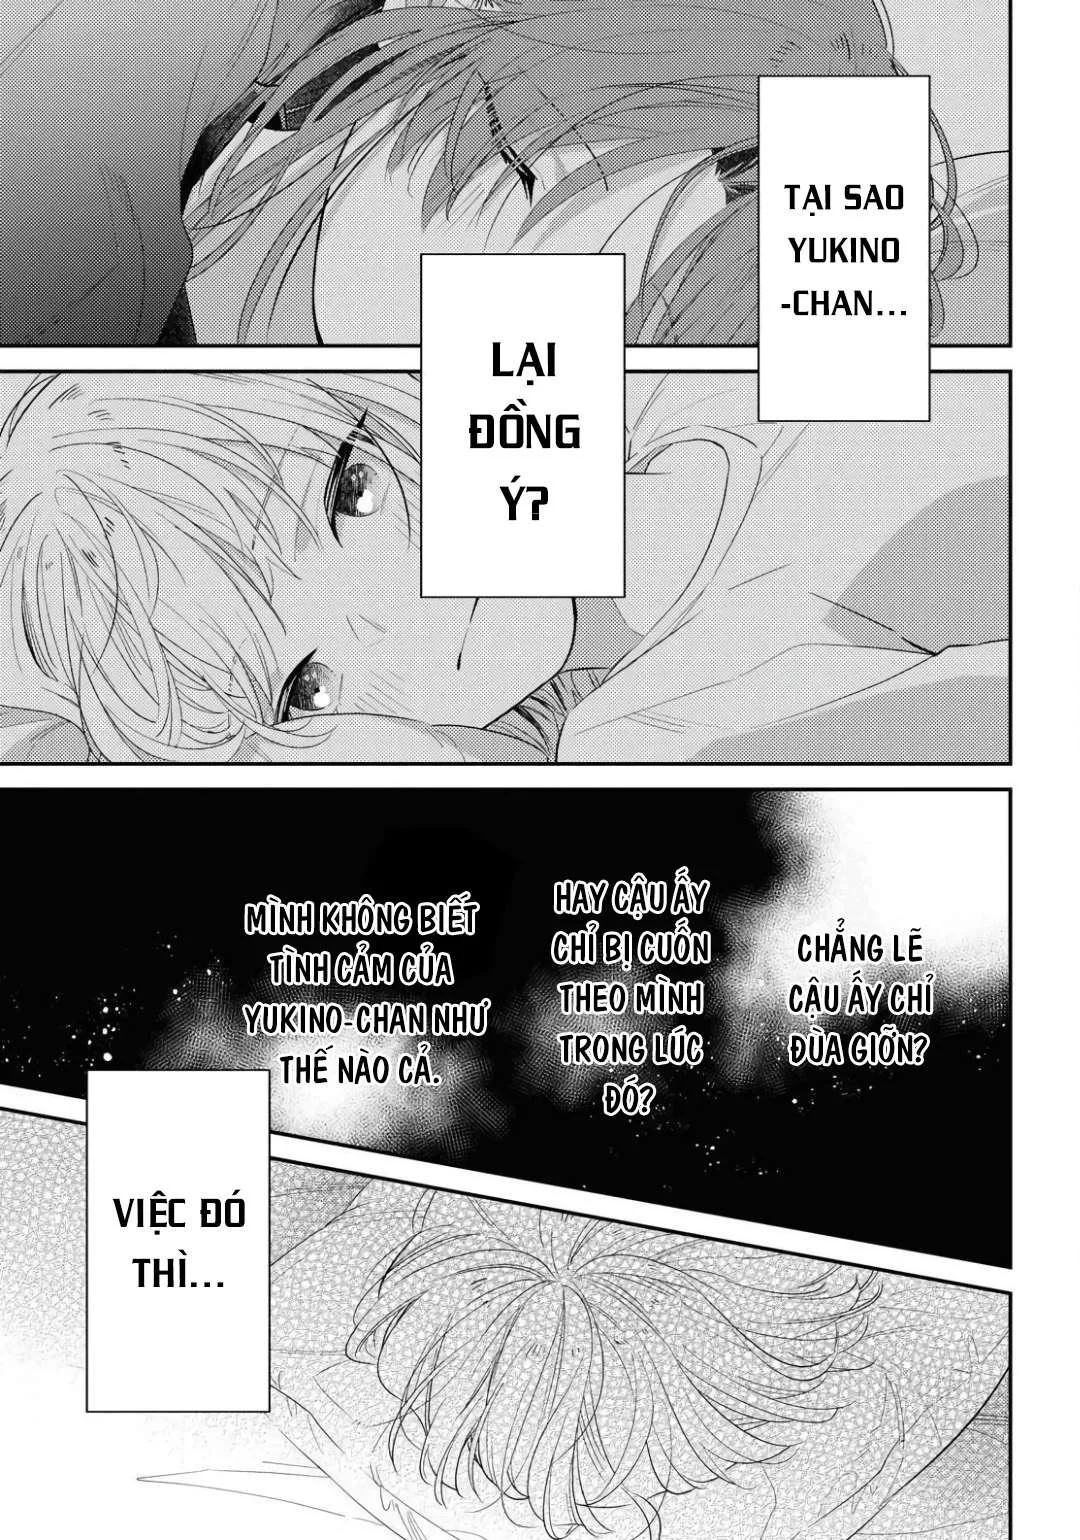 TẠI SAO
YUKINO
-CHAN...
LẠI
ĐỒNG
Ý?
CHẲNG LẼ
CẬU ẤY CHỈ
ĐÙA GIỠN?
HAY CẬU ẤY
CHỈ BỊ CUỐN
THEO MÌNH
TRONG LÚC
ĐÓ?
MÌNH KHÔNG BIẾT
TÌNH CẢM CỦA
YUKINO-CHAN NHƯ
THẾ NÀO CẢ.
VIỆC ĐÓ
THÌ...